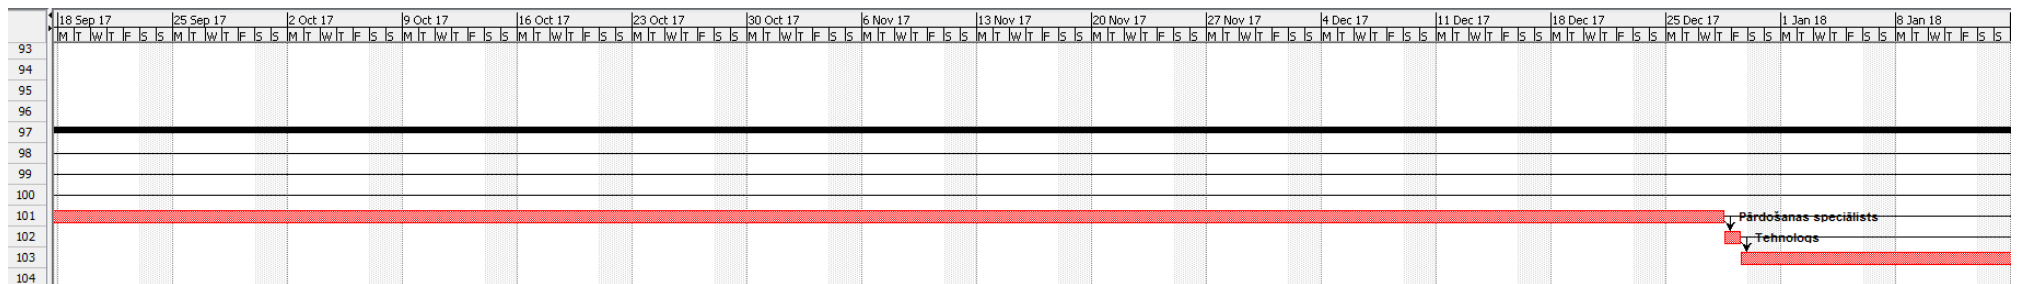 18 Sep 17 25 Sep 17 2 Oct 17 9 Oct 17 16 Oct 17 23 Oct 17 30 Oct 17 6 Nov 17 13 Nov 17 20 Nov 17 27 Nov 17 4 Dec 17 11 Dec 17 18 Dec 17 25 Dec 17 1 Jan 18 8 Jan 18
M T W T F S S M T W T F S S M T W T F S S M T W T F S S M T W T F S S M T W T F S S M T W T F S S M T W T F S S M T W T F S S M T W T F S S M T W T F S S M T W T F S S M T W T F S S M T W T F S S M T W T F S S M T W T F S S M T W T F S S
93
94
95
96
97
98
99
100
101 Pārdošanas speciālists
102 Tehnologs
103
104